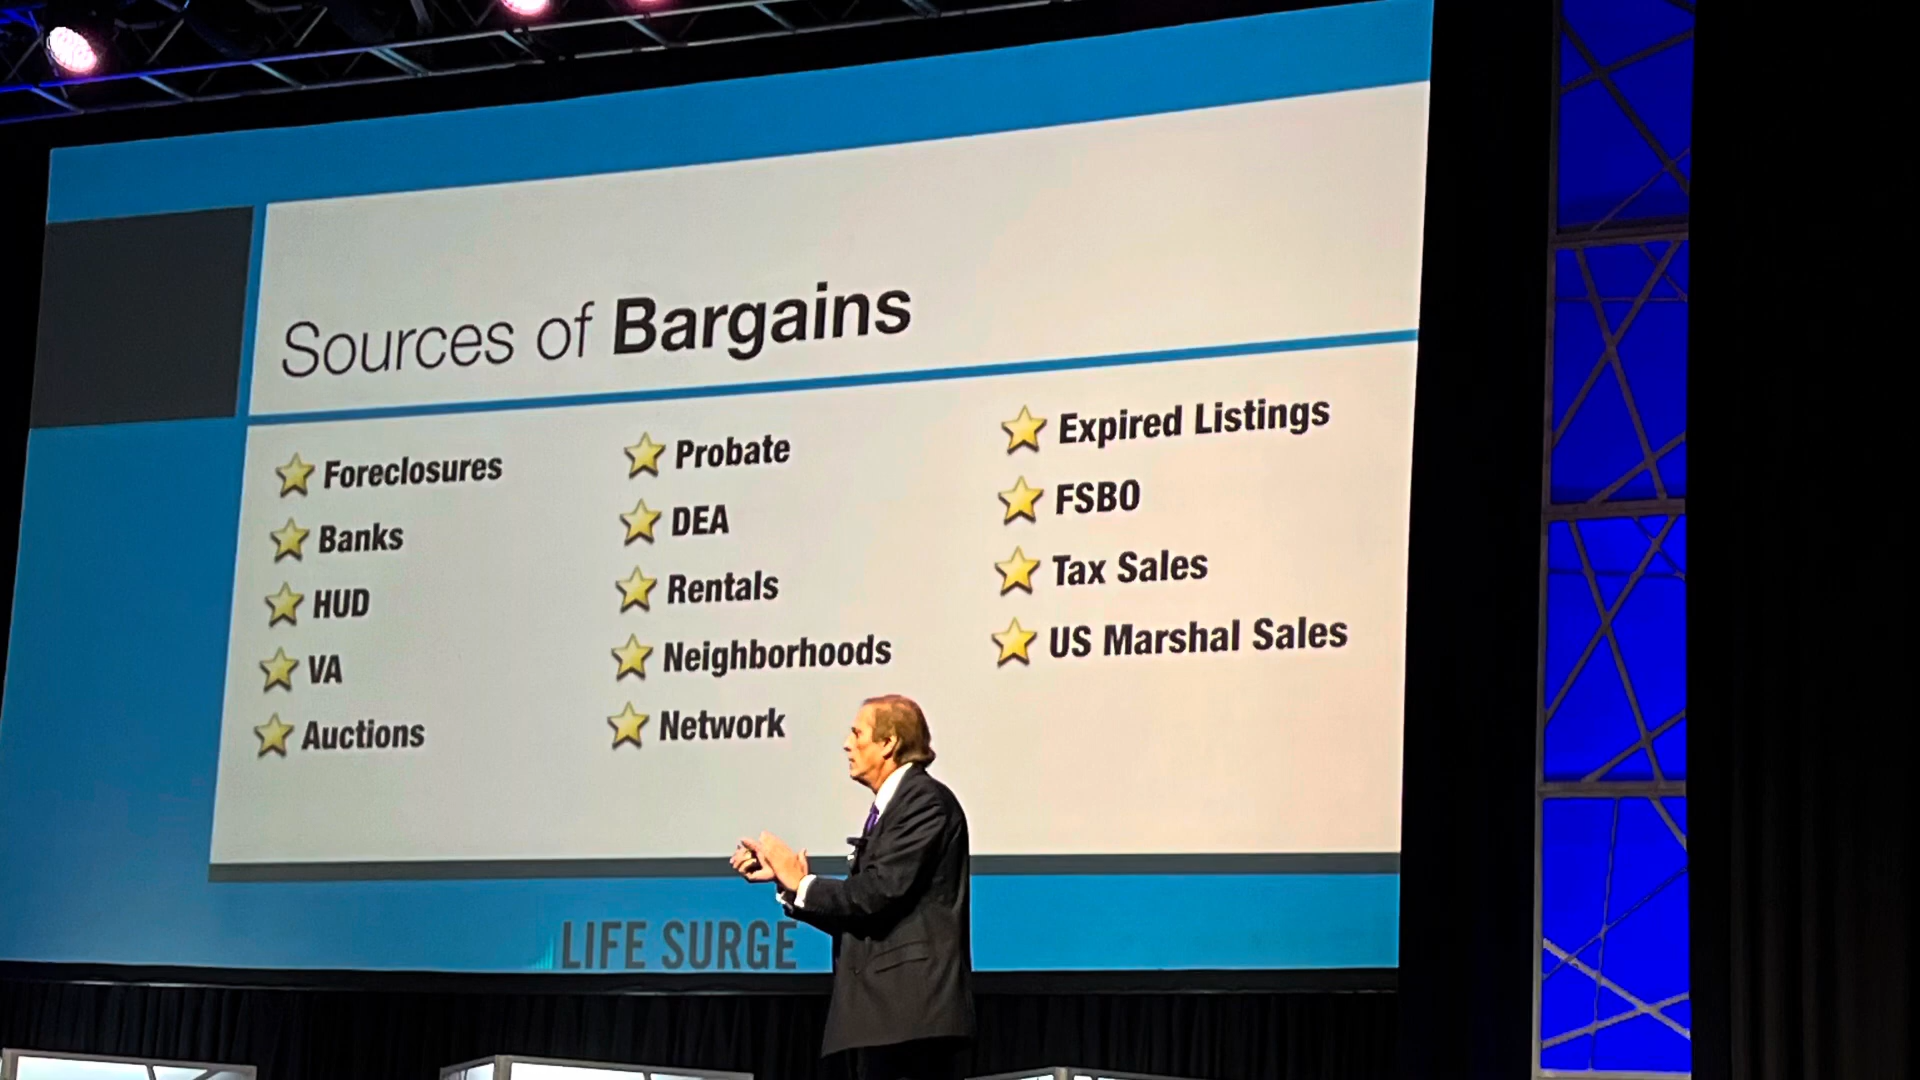 Sources of Bargains
Foreclosures
Banks
HUD
VA
Auctions
Probate
DEA
Rentals
Neighborhoods
Network
Expired Listings
FSBO
Tax Sales
US Marshal Sales
LIFE SURGE